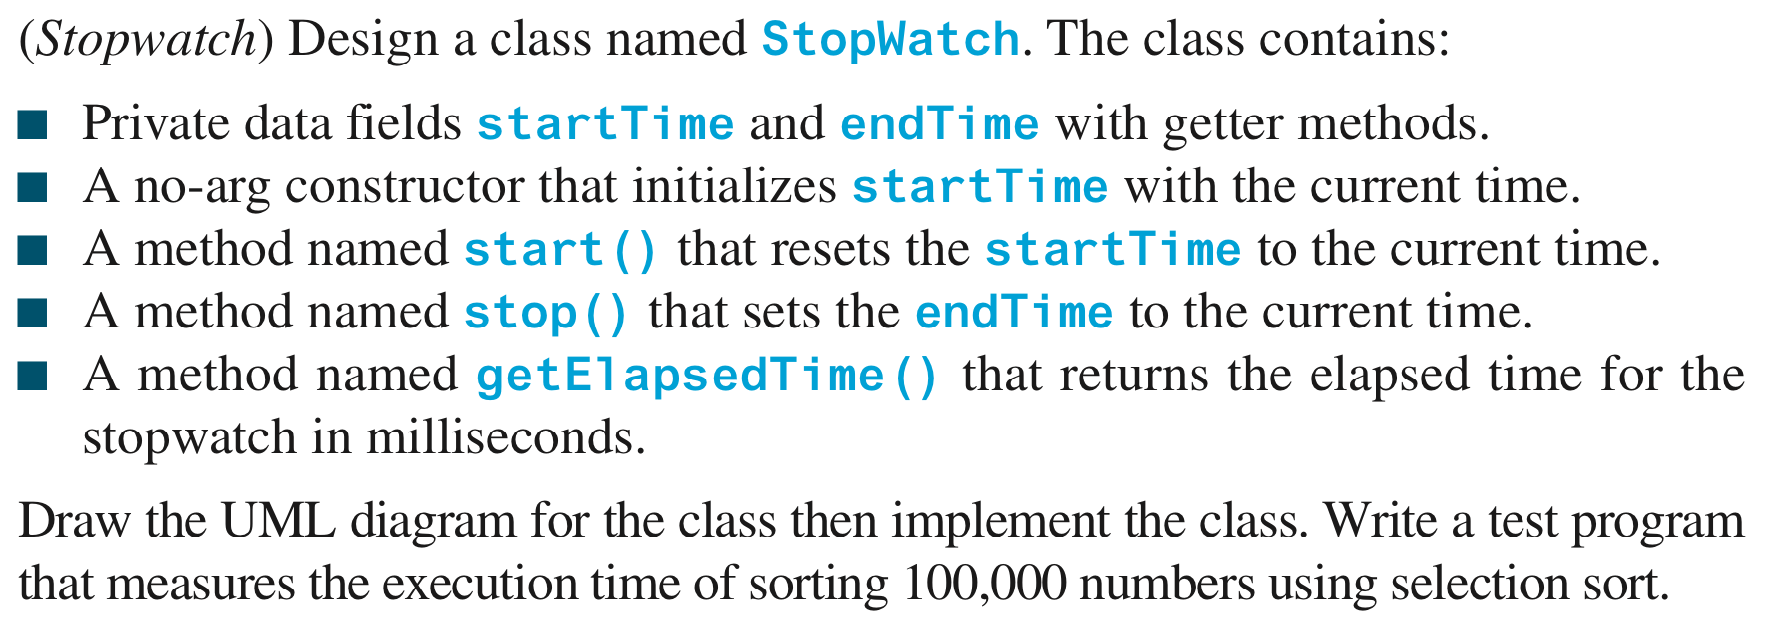 (Stopwatch) Design a class named StopWatch. The class contains:
■ Private data fields startTime and endTime with getter methods.
■ A no-arg constructor that initializes startTime with the current time.
■ A method named start() that resets the startTime to the current time.
■ A method named stop() that sets the endTime to the current time.
■ A method named getElapsedTime() that returns the elapsed time for the
stopwatch in milliseconds.
Draw the UML diagram for the class then implement the class. Write a test program
that measures the execution time of sorting 100,000 numbers using selection sort.